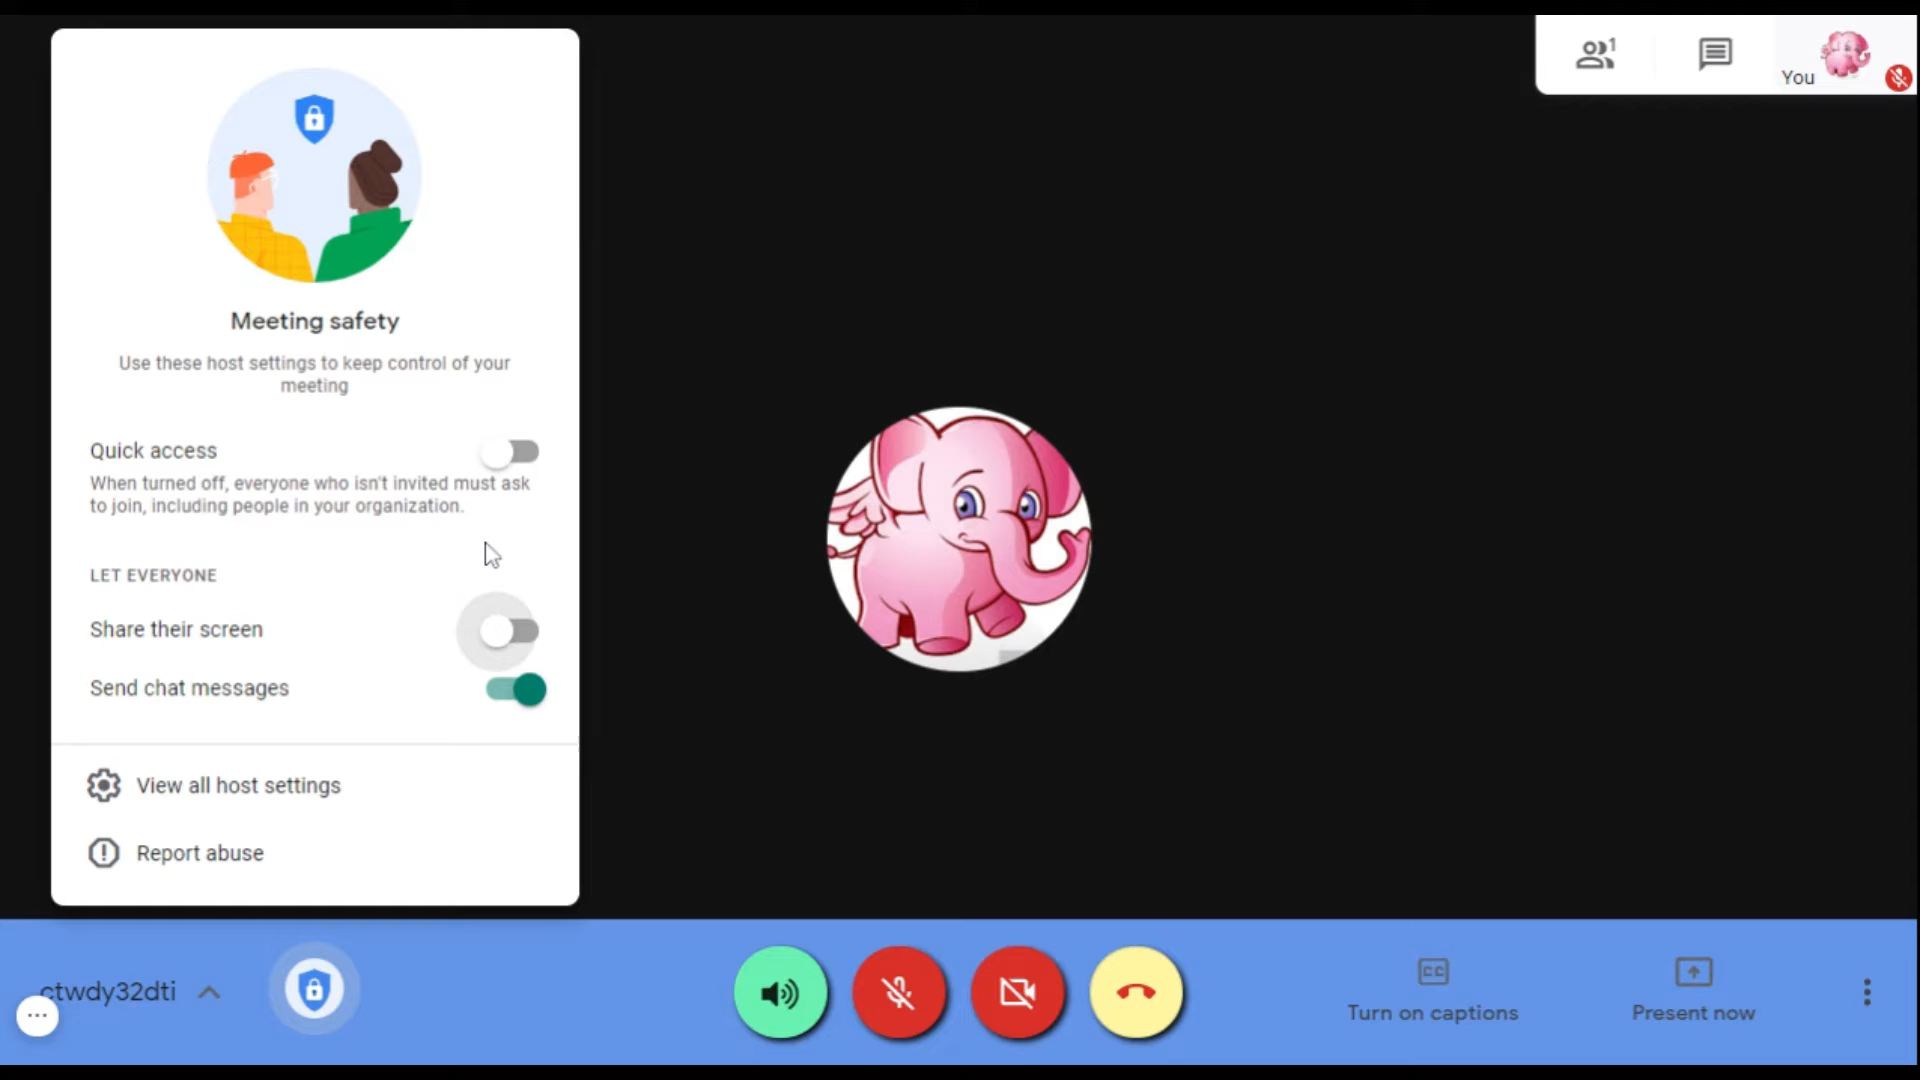 1
You
Meeting safety
Use these host settings to keep control of your
meeting
Quick access
When turned off, everyone who isn't invited must ask
to join, including people in your organization.
LET EVERYONE
Share their screen
Send chat messages
View all host settings
Report abuse
ctwdy32dti
CC
Turn on captions
Present now